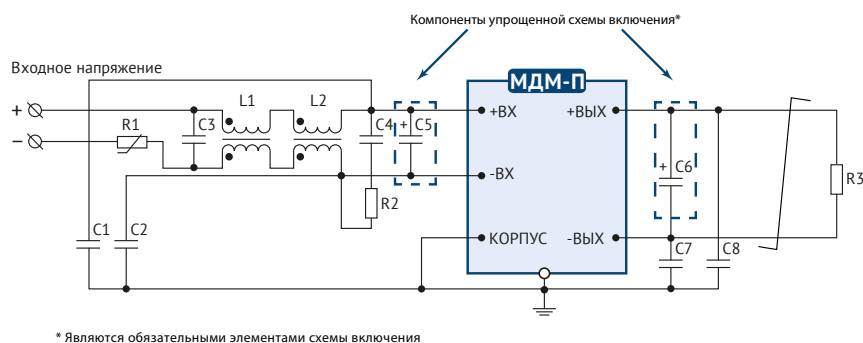 Компоненты упрощенной схемы включения*
Входное напряжение
МДМ-П
+
−
R1
C3
L1
L2
C4
+
C5
+ВХ
-ВХ
КОРПУС
+ВЫХ
-ВЫХ
+
C6
R3
R2
C1
C2
C7
C8
* Являются обязательными элементами схемы включения